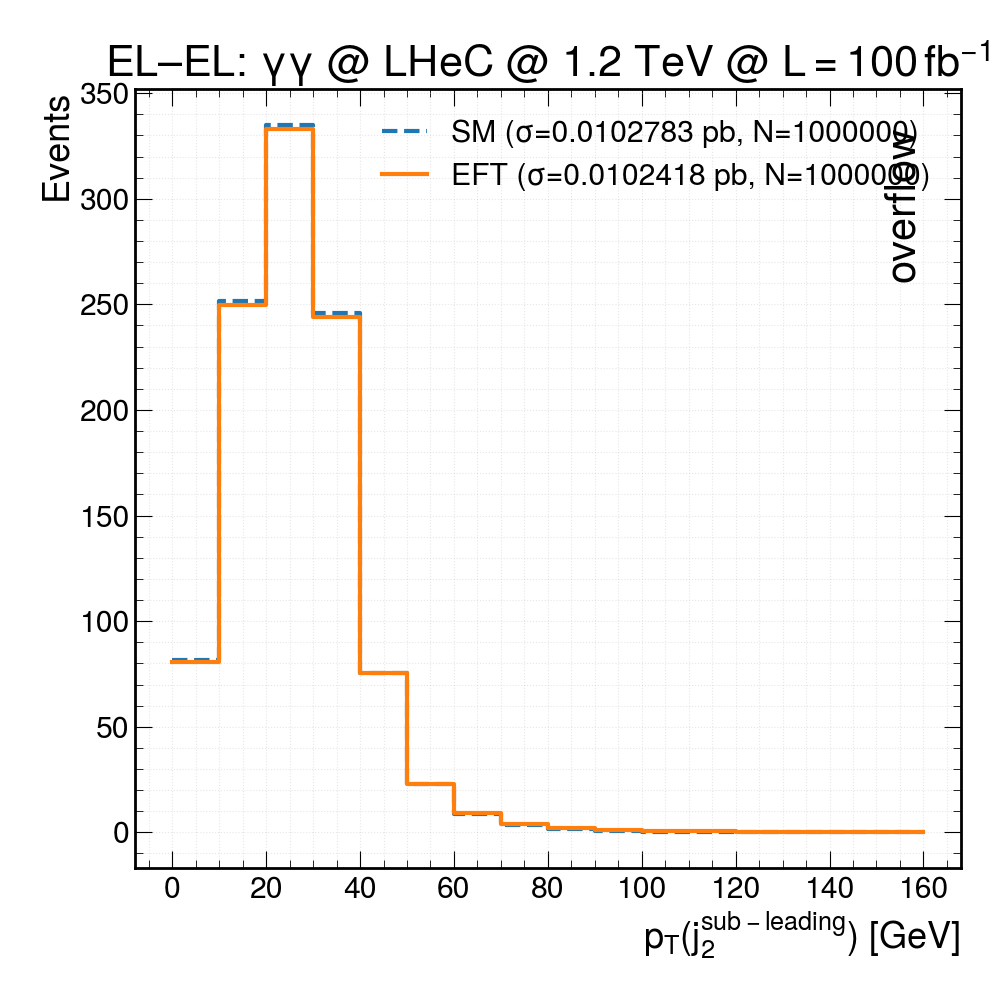 EL–EL: γγ @ LHeC @ 1.2 TeV @ L = 100 fb⁻¹
Events
350
300
250
200
150
100
50
0
SM (σ=0.0102783 pb, N=1000000)
EFT (σ=0.0102418 pb, N=1000000)
overflow
0 20 40 60 80 100 120 140 160
p_T(j_2^{sub – leading}) [GeV]